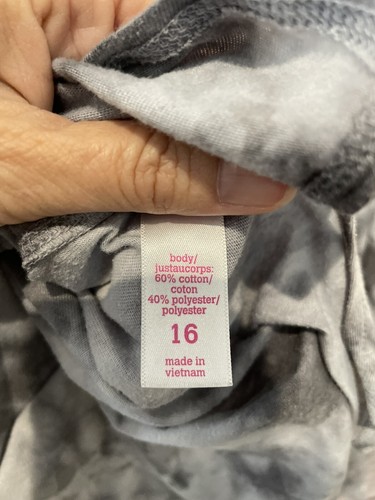 body/
justaucorps:
60% cotton/
coton
40% polyester/
polyester
16
made in
vietnam